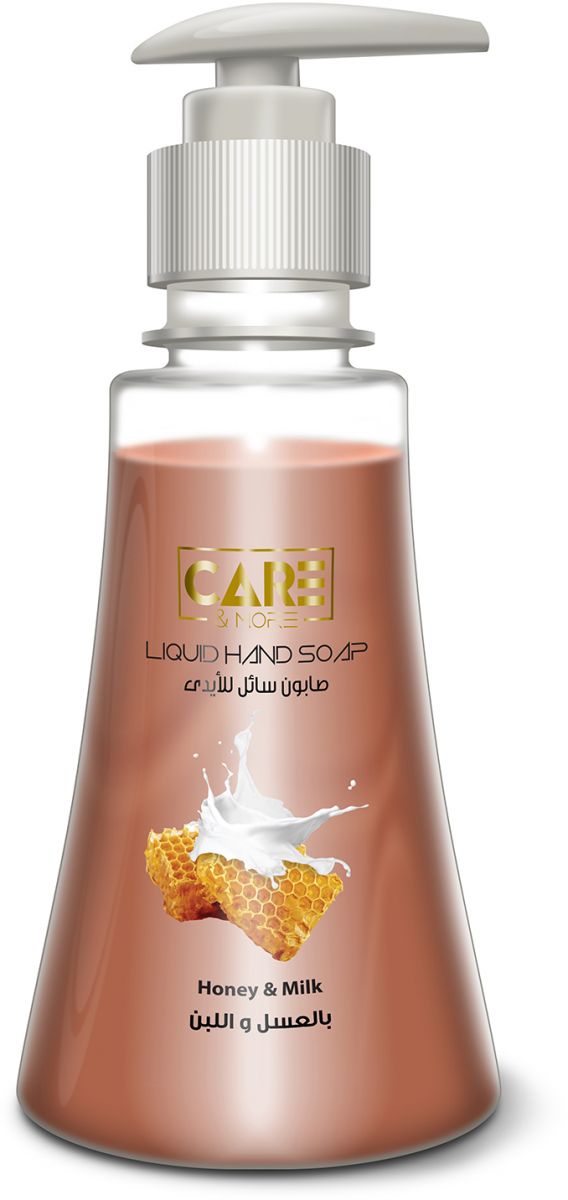 CARE
& MORE
LIQUID HAND SOAP
صابون سائل للأيدى
Honey & Milk
بالعسل و اللبن